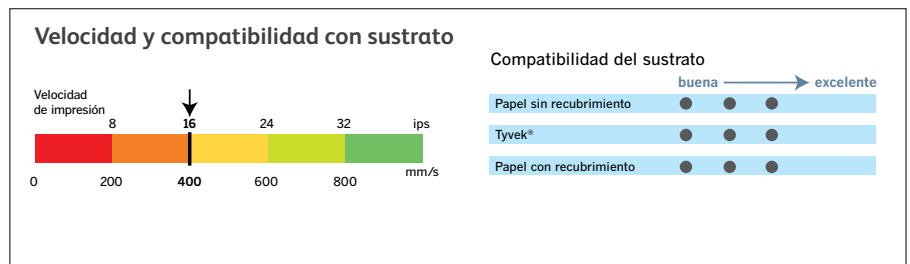 Velocidad y compatibilidad con sustrato
Velocidad
de impresión
8 16 24 32 ips
0 200 400 600 800 mm/s
Compatibilidad del sustrato
buena excelente
Papel sin recubrimiento
Tyvek®
Papel con recubrimiento